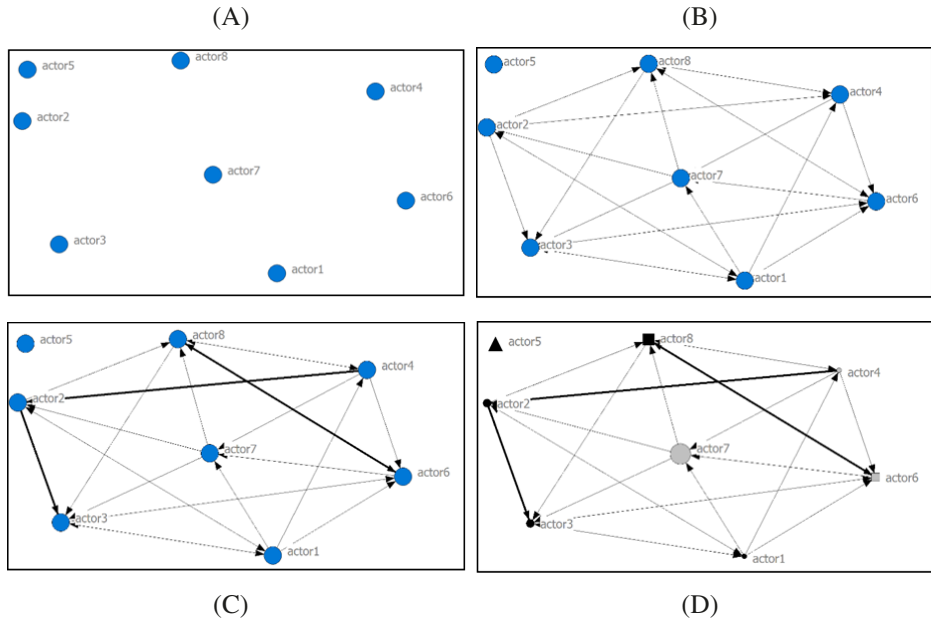 (A)
(B)
actor5
actor8
actor4
actor2
actor7
actor6
actor3
actor1
actor5
actor8
actor4
actor2
actor7
actor6
actor3
actor1
actor5
actor8
actor4
actor2
actor7
actor6
actor3
actor1
actor5
actor8
actor4
actor2
actor7
actor6
actor3
actor1
(C)
(D)